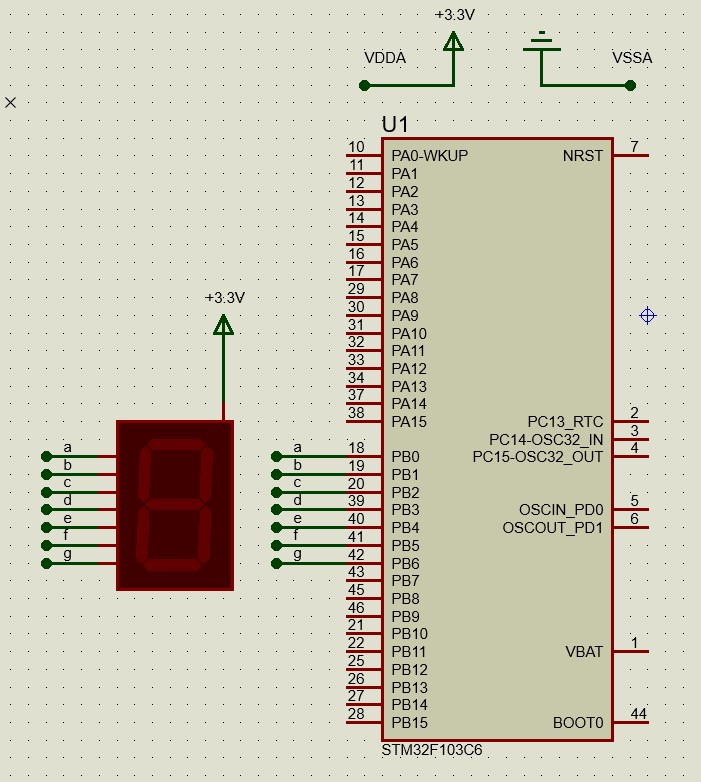 +3.3V
VDDA VSSA
U1
10 PA0-WKUP NRST 7
11 PA1
12 PA2
13 PA3
14 PA4
15 PA5
16 PA6
17 PA7
29 PA8
+3.3V
30 PA9
31 PA10
32 PA11
33 PA12
34 PA13
37 PA14
38 PA15 PC13_RTC 2
PC14-OSC32_IN 3
a a 18 PB0 PC15-OSC32_OUT 4
b b 19 PB1
c c 20 PB2
d d 39 PB3 OSCIN_PD0 5
e e 40 PB4 OSCOUT_PD1 6
f f 41 PB5
g g 42 PB6
43 PB7
45 PB8
46 PB9
21 PB10
22 PB11 VBAT 1
25 PB12
26 PB13
27 PB14
28 PB15 BOOT0 44
STM32F103C6